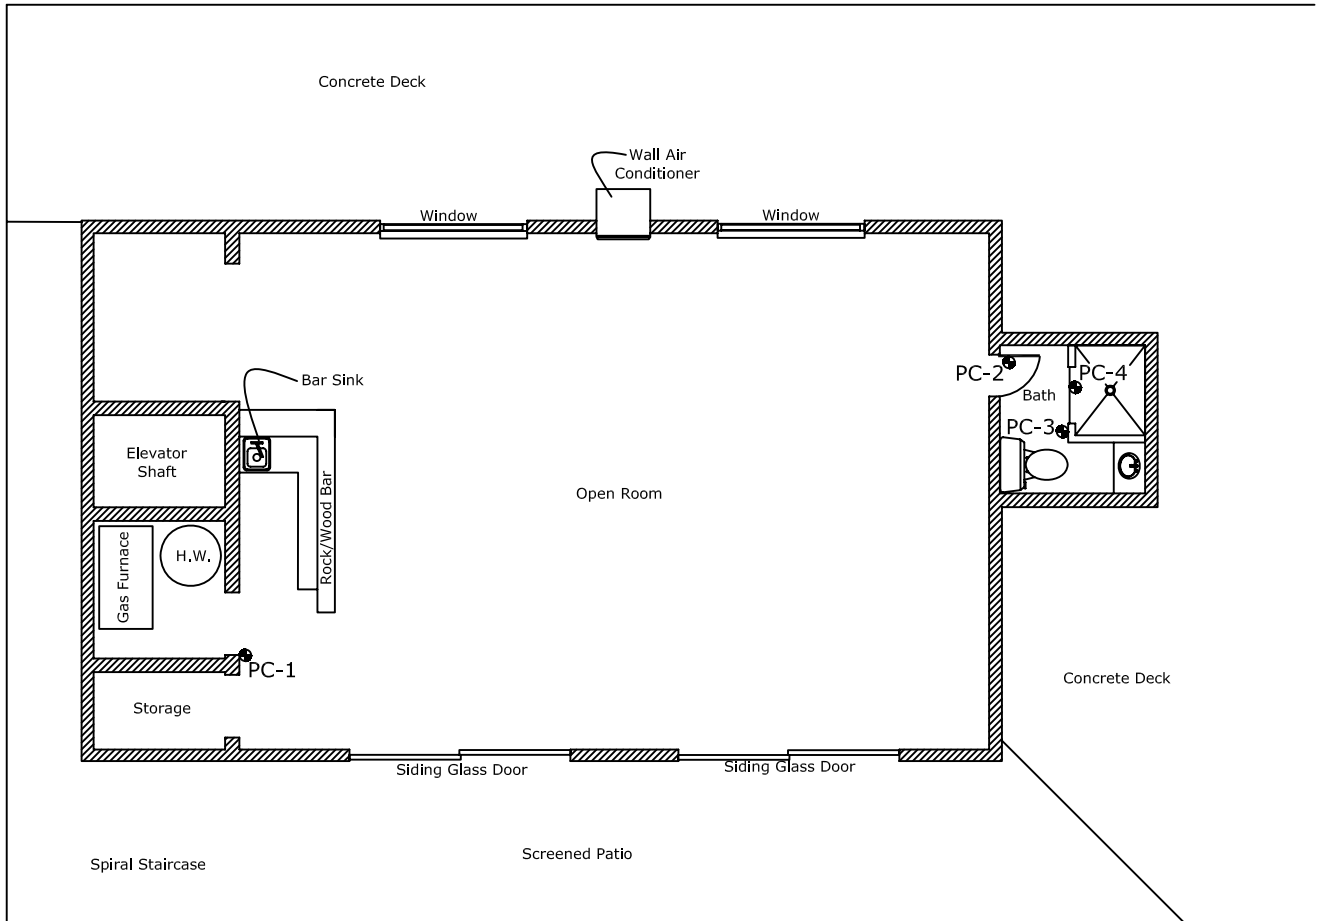 Concrete Deck
Wall Air
Conditioner
Window
Window
Bar Sink
PC-2
PC-4
Bath
PC-3
Elevator
Shaft
Rock/Wood Bar
Open Room
Gas Furnace
H.W.
PC-1
Storage
Concrete Deck
Siding Glass Door
Siding Glass Door
Spiral Staircase
Screened Patio